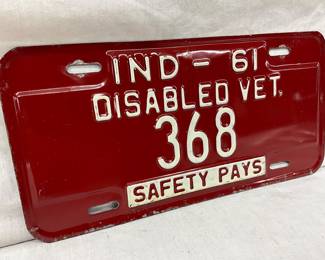 IND - 61
DISABLED VET.
368
SAFETY PAYS